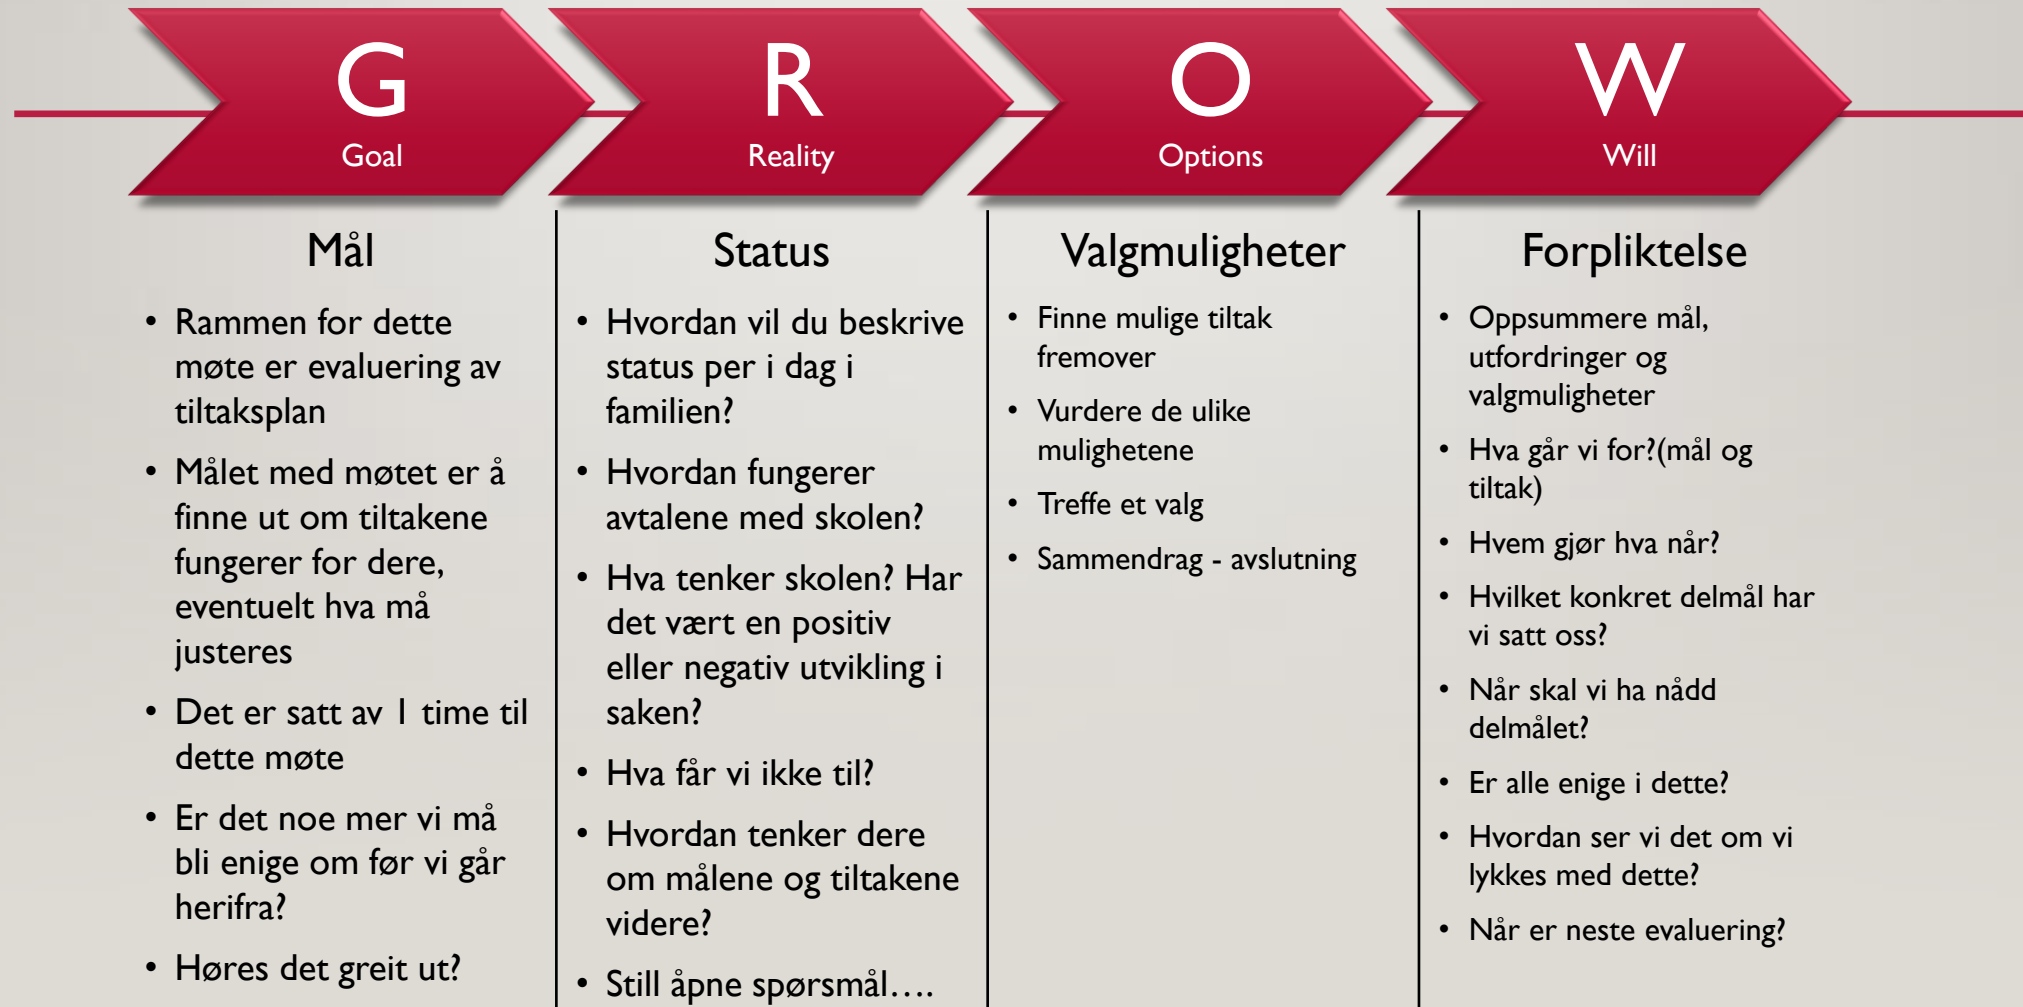 G
Goal
R
Reality
O
Options
W
Will
Mål
• Rammen for dette
møte er evaluering av
tiltaksplan
• Målet med møtet er å
finne ut om tiltakene
fungerer for dere,
eventuelt hva må
justeres
• Det er satt av 1 time til
dette møte
• Er det noe mer vi må
bli enige om før vi går
herifra?
• Høres det greit ut?
Status
• Hvordan vil du beskrive
status per i dag i
familien?
• Hvordan fungerer
avtalene med skolen?
• Hva tenker skolen? Har
det vært en positiv
eller negativ utvikling i
saken?
• Hva får vi ikke til?
• Hvordan tenker dere
om målene og tiltakene
videre?
• Still åpne spørsmål….
Valgmuligheter
• Finne mulige tiltak
fremover
• Vurdere de ulike
mulighetene
• Treffe et valg
• Sammendrag - avslutning
Forpliktelse
• Oppsummere mål,
utfordringer og
valgmuligheter
• Hva går vi for?(mål og
tiltak)
• Hvem gjør hva når?
• Hvilket konkret delmål har
vi satt oss?
• Når skal vi ha nådd
delmålet?
• Er alle enige i dette?
• Hvordan ser vi det om vi
lykkes med dette?
• Når er neste evaluering?